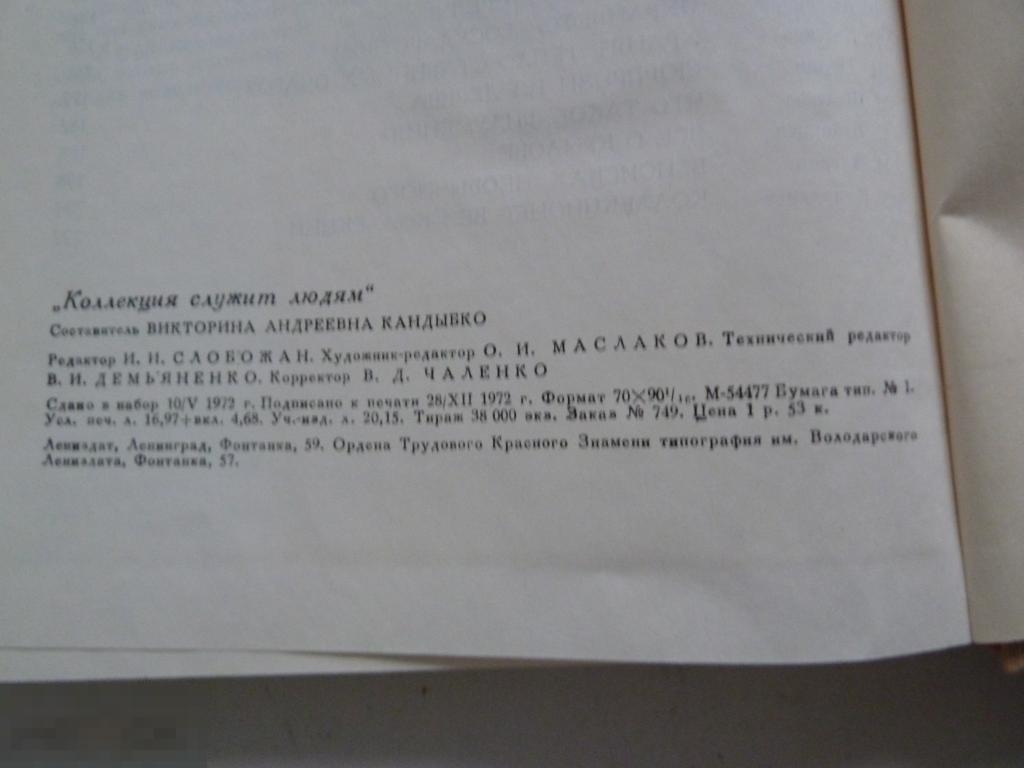 „Коллекция служит людям“
Составитель ВИКТОРИНА АНДРЕЕВНА КАНДЫБКО
Редактор И. И. СЛОБОЖАН. Художник-редактор О. И. МАСЛАКОВ. Технический редактор
В. И. ДЕМЬЯНЕНКО. Корректор В. Д. ЧАЛЕНКО
Сдано в набор 10/V 1972 г. Подписано к печати 28/XII 1972 г. Формат 70×90¹/₁₆. М-54477 Бумага тип. № 1.
Усл. печ. л. 16,97+вкл. 4,68. Уч.-изд. л. 20,15. Тираж 38 000 экз. Заказ № 749. Цена 1 р. 53 к.
Лениздат, Ленинград, Фонтанка, 59. Ордена Трудового Красного Знамени типография им. Володарского
Лениздата, Фонтанка, 57.